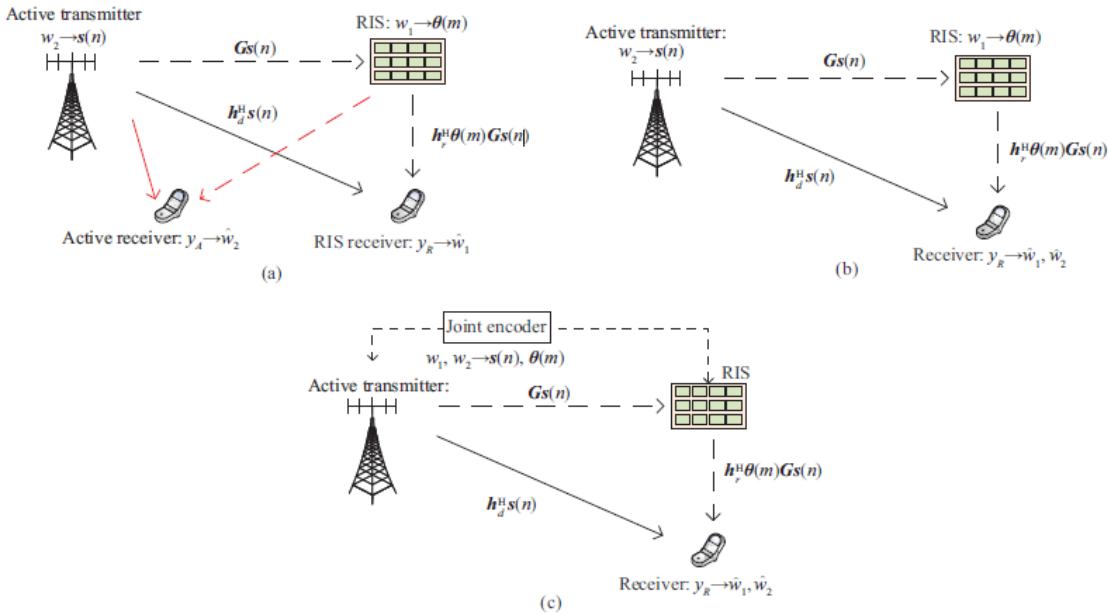 Active transmitter
w₂→s(n)
RIS: w₁→θ(m)
Gs(n)
h_d^H s(n)
h_r^H θ(m)Gs(n)
Active receiver: y_A→ŵ₂
RIS receiver: y_R→ŵ₁
(a)
Active transmitter:
w₂→s(n)
RIS: w₁→θ(m)
Gs(n)
h_r^H θ(m)Gs(n)
h_d^H s(n)
Receiver: y_R→ŵ₁, ŵ₂
(b)
Joint encoder
w₁, w₂→s(n), θ(m)
RIS
Active transmitter:
Gs(n)
h_r^H θ(m)Gs(n)
h_d^H s(n)
Receiver: y_R→ŵ₁, ŵ₂
(c)